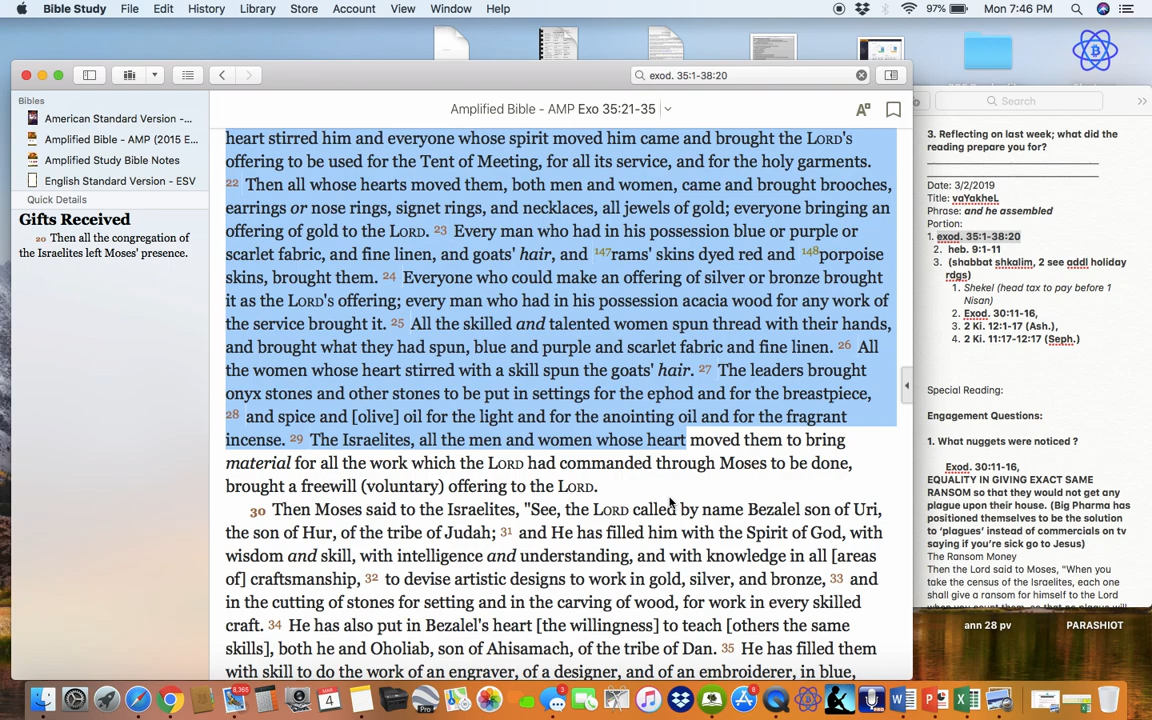 Bible Study File Edit History Library Store Account View Window Help
97% Mon 7:46 PM
exod. 35:1-38:20
Amplified Bible - AMP Exo 35:21-35
Bibles
American Standard Version -...
Amplified Bible - AMP (2015 E...
Amplified Study Bible Notes
English Standard Version - ESV
Quick Details
Gifts Received
20 Then all the congregation of
the Israelites left Moses' presence.
heart stirred him and everyone whose spirit moved him came and brought the LORD'S
offering to be used for the Tent of Meeting, for all its service, and for the holy garments.
22 Then all whose hearts moved them, both men and women, came and brought brooches,
earrings or nose rings, signet rings, and necklaces, all jewels of gold; everyone bringing an
offering of gold to the LORD. 23 Every man who had in his possession blue or purple or
scarlet fabric, and fine linen, and goats' hair, and 147rams' skins dyed red and 148porpoise
skins, brought them. 24 Everyone who could make an offering of silver or bronze brought
it as the LORD'S offering; every man who had in his possession acacia wood for any work of
the service brought it. 25 All the skilled and talented women spun thread with their hands,
and brought what they had spun, blue and purple and scarlet fabric and fine linen. 26 All
the women whose heart stirred with a skill spun the goats' hair. 27 The leaders brought
onyx stones and other stones to be put in settings for the ephod and for the breastpiece,
28 and spice and [olive] oil for the light and for the anointing oil and for the fragrant
incense. 29 The Israelites, all the men and women whose heart moved them to bring
material for all the work which the LORD had commanded through Moses to be done,
brought a freewill (voluntary) offering to the LORD.
30 Then Moses said to the Israelites, "See, the LORD called by name Bezalel son of Uri,
the son of Hur, of the tribe of Judah; 31 and He has filled him with the Spirit of God, with
wisdom and skill, with intelligence and understanding, and with knowledge in all [areas
of] craftsmanship, 32 to devise artistic designs to work in gold, silver, and bronze, 33 and
in the cutting of stones for setting and in the carving of wood, for work in every skilled
craft. 34 He has also put in Bezalel's heart [the willingness] to teach [others the same
skills], both he and Oholiab, son of Ahisamach, of the tribe of Dan. 35 He has filled them
with skill to do the work of an engraver, of a designer, and of an embroiderer, in blue,
Search
3. Reflecting on last week; what did the
reading prepare you for?
Date: 3/2/2019
Title: vaYakheL
Phrase: and he assembled
Portion:
1. exod. 35:1-38:20
2. heb. 9:1-11
3. (shabbat shkalim, 2 see addl holiday
rdgs)
1. Shekel (head tax to pay before 1
Nisan)
2. Exod. 30:11-16,
3. 2 Ki. 12:1-17 (Ash.),
4. 2 Ki. 11:17-12:17 (Seph.)
Special Reading:
Engagement Questions:
1. What nuggets were noticed ?
Exod. 30:11-16,
EQUALITY IN GIVING EXACT SAME
RANSOM so that they would not get any
plague upon their house. (Big Pharma has
positioned themselves to be the solution
to 'plagues' instead of commercials on tv
saying if you're sick go to Jesus)
The Ransom Money
Then the Lord said to Moses, "When you
take the census of the Israelites, each one
shall give a ransom for himself to the Lord
ann 28 pv PARASHIOT
8,365
MAR
4
Pro
3
8